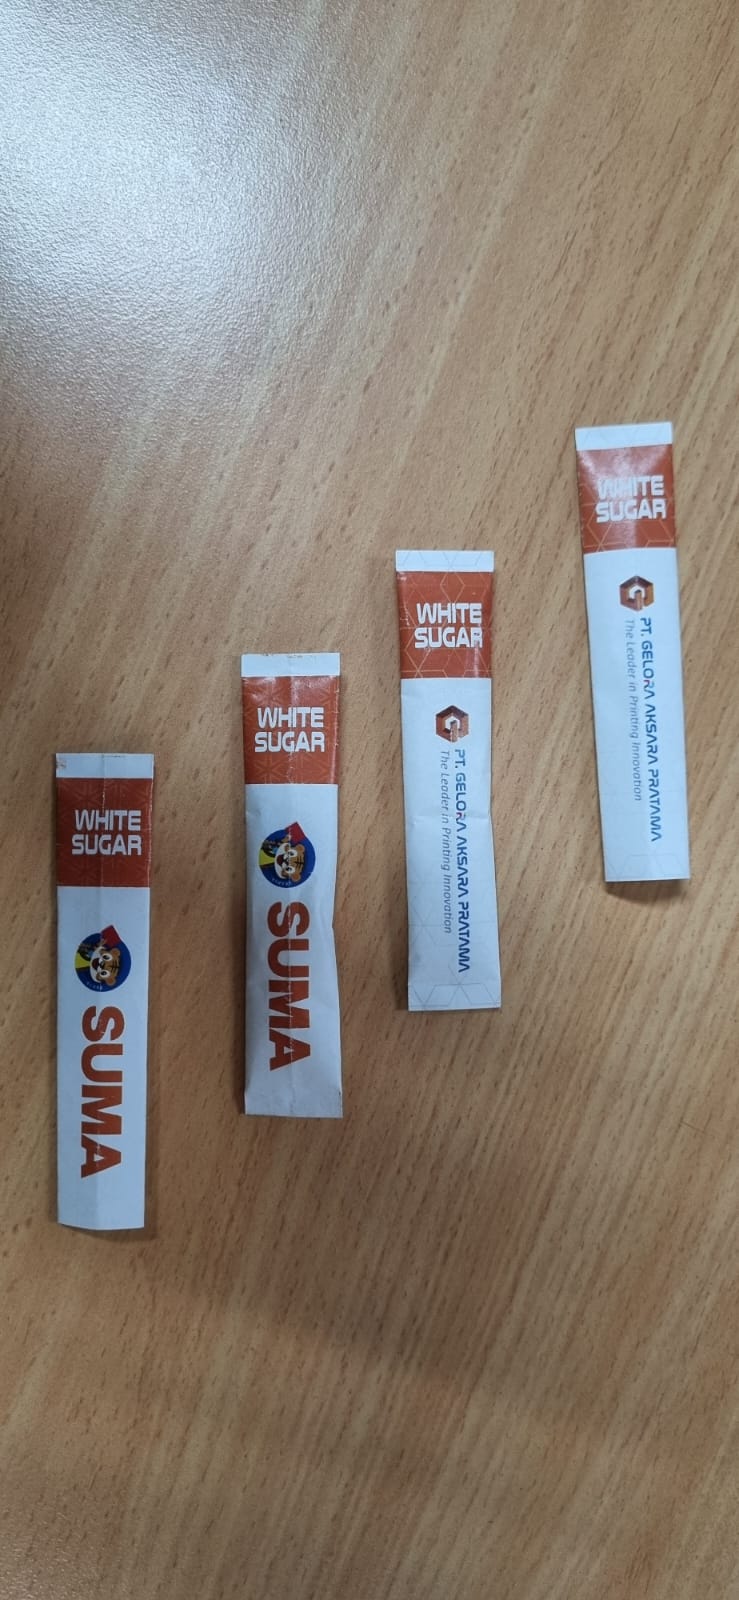 WHITE
SUGAR
SUMA
WHITE
SUGAR
SUMA
WHITE
SUGAR
PT. GELORA AKSARA PRATAMA
The Leader in Printing Innovation
WHITE
SUGAR
PT. GELORA AKSARA PRATAMA
The Leader in Printing Innovation